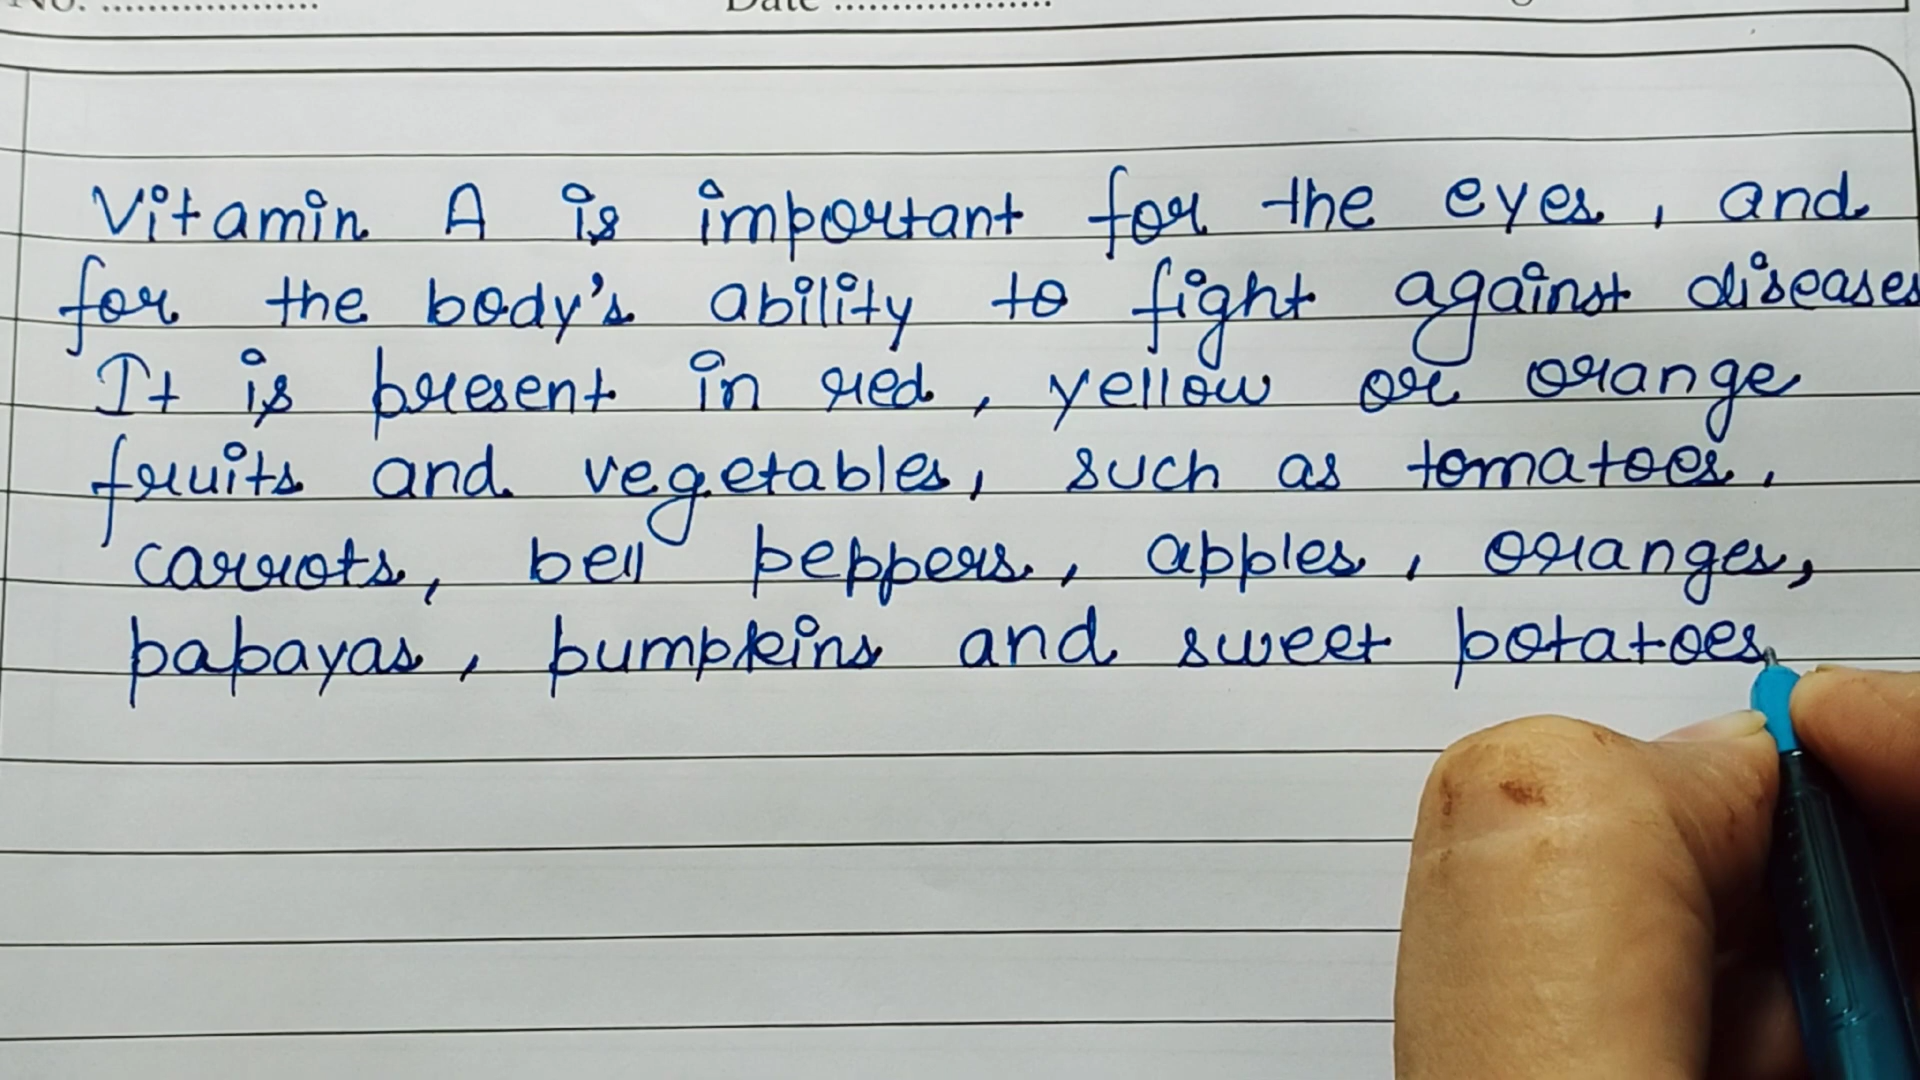 No. ....................  Date ....................
Vitamin A is important for the eyes, and
for the body's ability to fight against diseases
It is present in red, yellow or orange
fruits and vegetables, such as tomatoes,
carrots, bell peppers, apples, oranges,
papayas, pumpkins and sweet potatoes